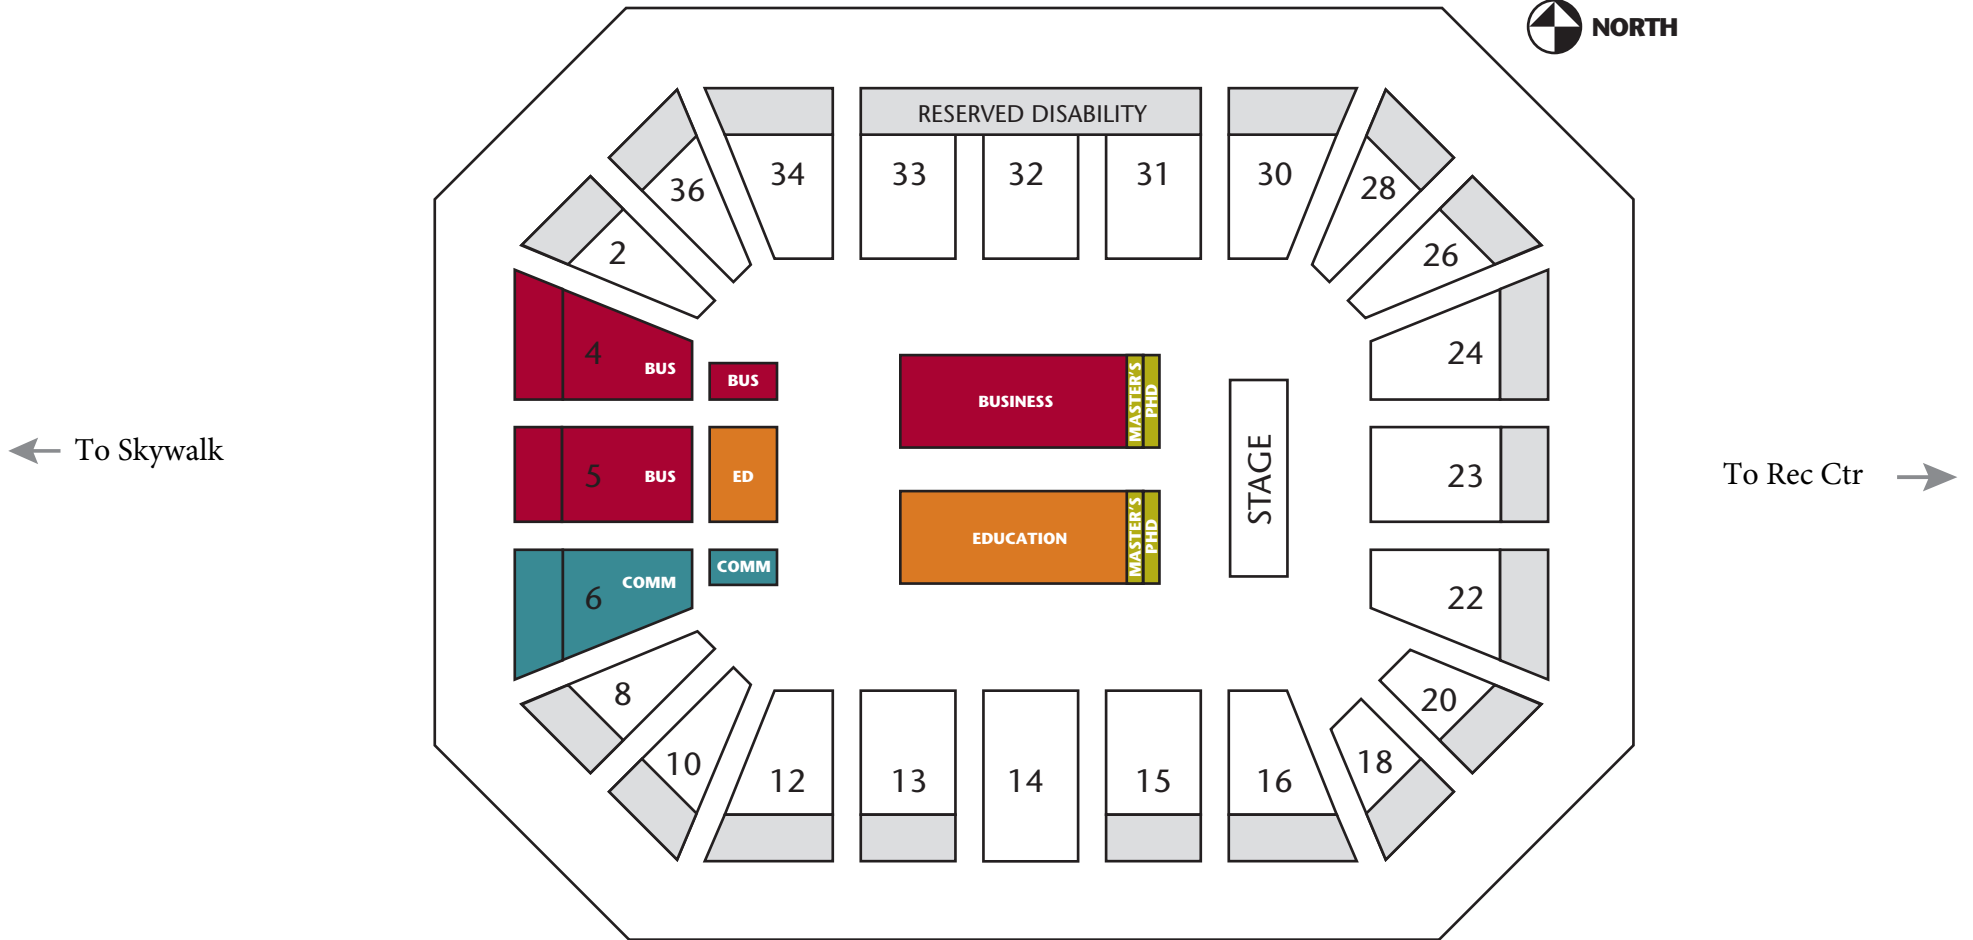 NORTH
RESERVED DISABILITY
34
33
32
31
30
36
28
2
26
4
BUS
BUS
BUSINESS
MASTER'S
PHD
24
To Skywalk
5
BUS
ED
STAGE
23
To Rec Ctr
EDUCATION
MASTER'S
PHD
6
COMM
COMM
22
8
20
10
18
12
13
14
15
16